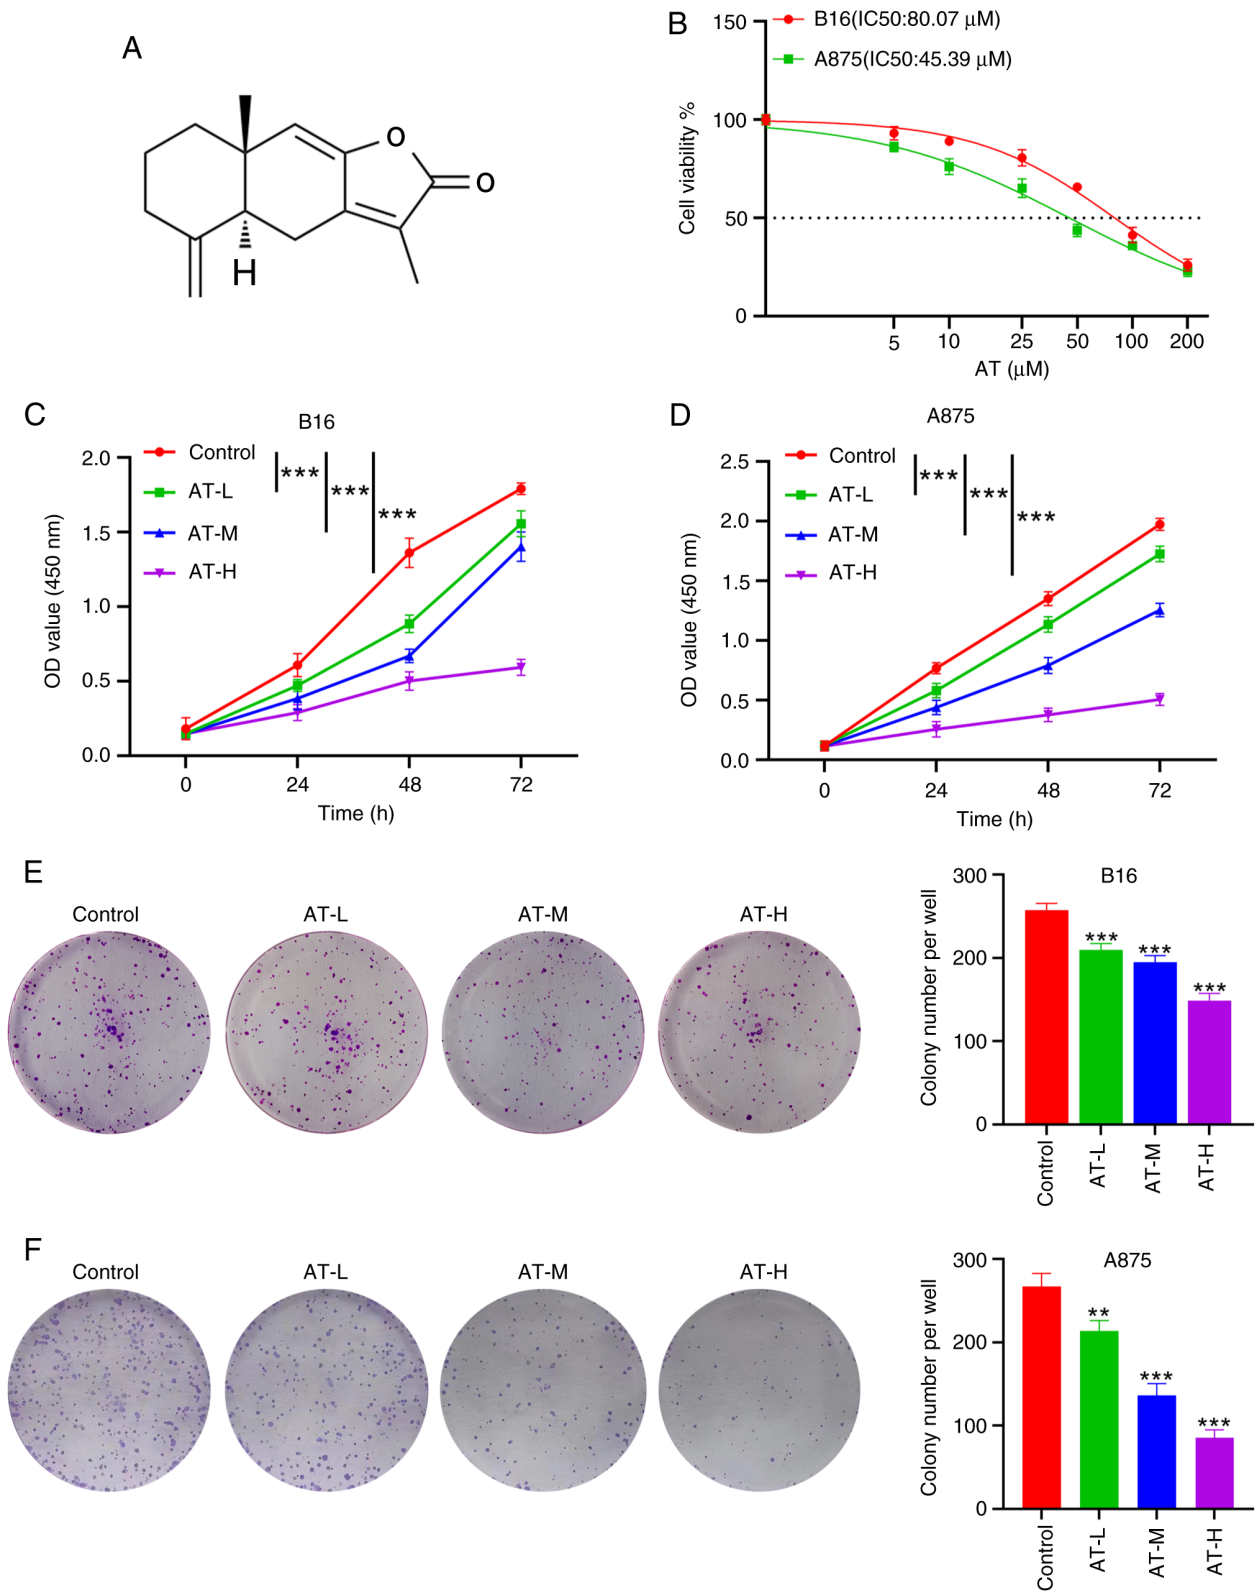 A
O
O
H
B
B16(IC50:80.07 μM)
A875(IC50:45.39 μM)
Cell viability %
150
100
50
0
5 10 25 50 100 200
AT (μM)
C
B16
Control
AT-L
AT-M
AT-H
***
***
***
OD value (450 nm)
2.0
1.5
1.0
0.5
0.0
0 24 48 72
Time (h)
D
A875
Control
AT-L
AT-M
AT-H
***
***
***
OD value (450 nm)
2.5
2.0
1.5
1.0
0.5
0.0
0 24 48 72
Time (h)
E
Control AT-L AT-M AT-H
B16
Colony number per well
300
200
100
0
*** *** ***
Control AT-L AT-M AT-H
F
Control AT-L AT-M AT-H
A875
Colony number per well
300
200
100
0
** *** ***
Control AT-L AT-M AT-H